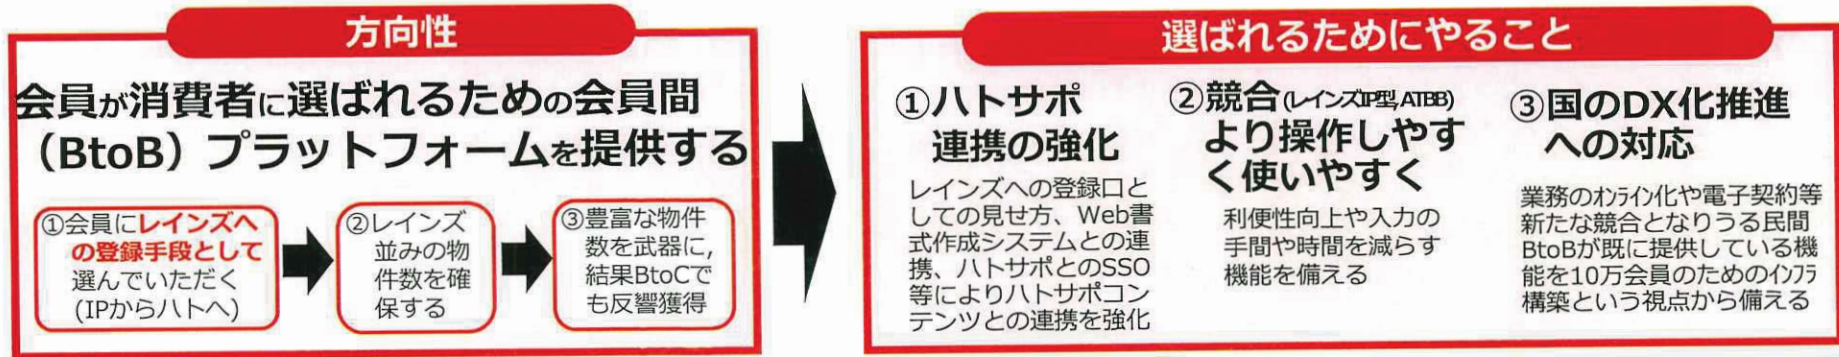 方向性
会員が消費者に選ばれるための会員間
（BtoB）プラットフォームを提供する
①会員にレインズへ
の登録手段として
選んでいただく
(IPからハトへ)
②レインズ
並みの物
件数を確
保する
③豊富な物件
数を武器に，
結果BtoCで
も反響獲得
選ばれるためにやること
①ハトサポ
連携の強化
レインズへの登録口と
しての見せ方、Web書
式作成システムとの連
携、ハトサポとのSSO
等によりハトサポコン
テンツとの連携を強化
②競合(レインズIP型,ATBB)
より操作しやす
く使いやすく
利便性向上や入力の
手間や時間を減らす
機能を備える
③国のDX化推進
への対応
業務のオンライン化や電子契約等
新たな競合となりうる民間
BtoBが既に提供している機
能を10万会員のためのインフラ
構築という視点から備える